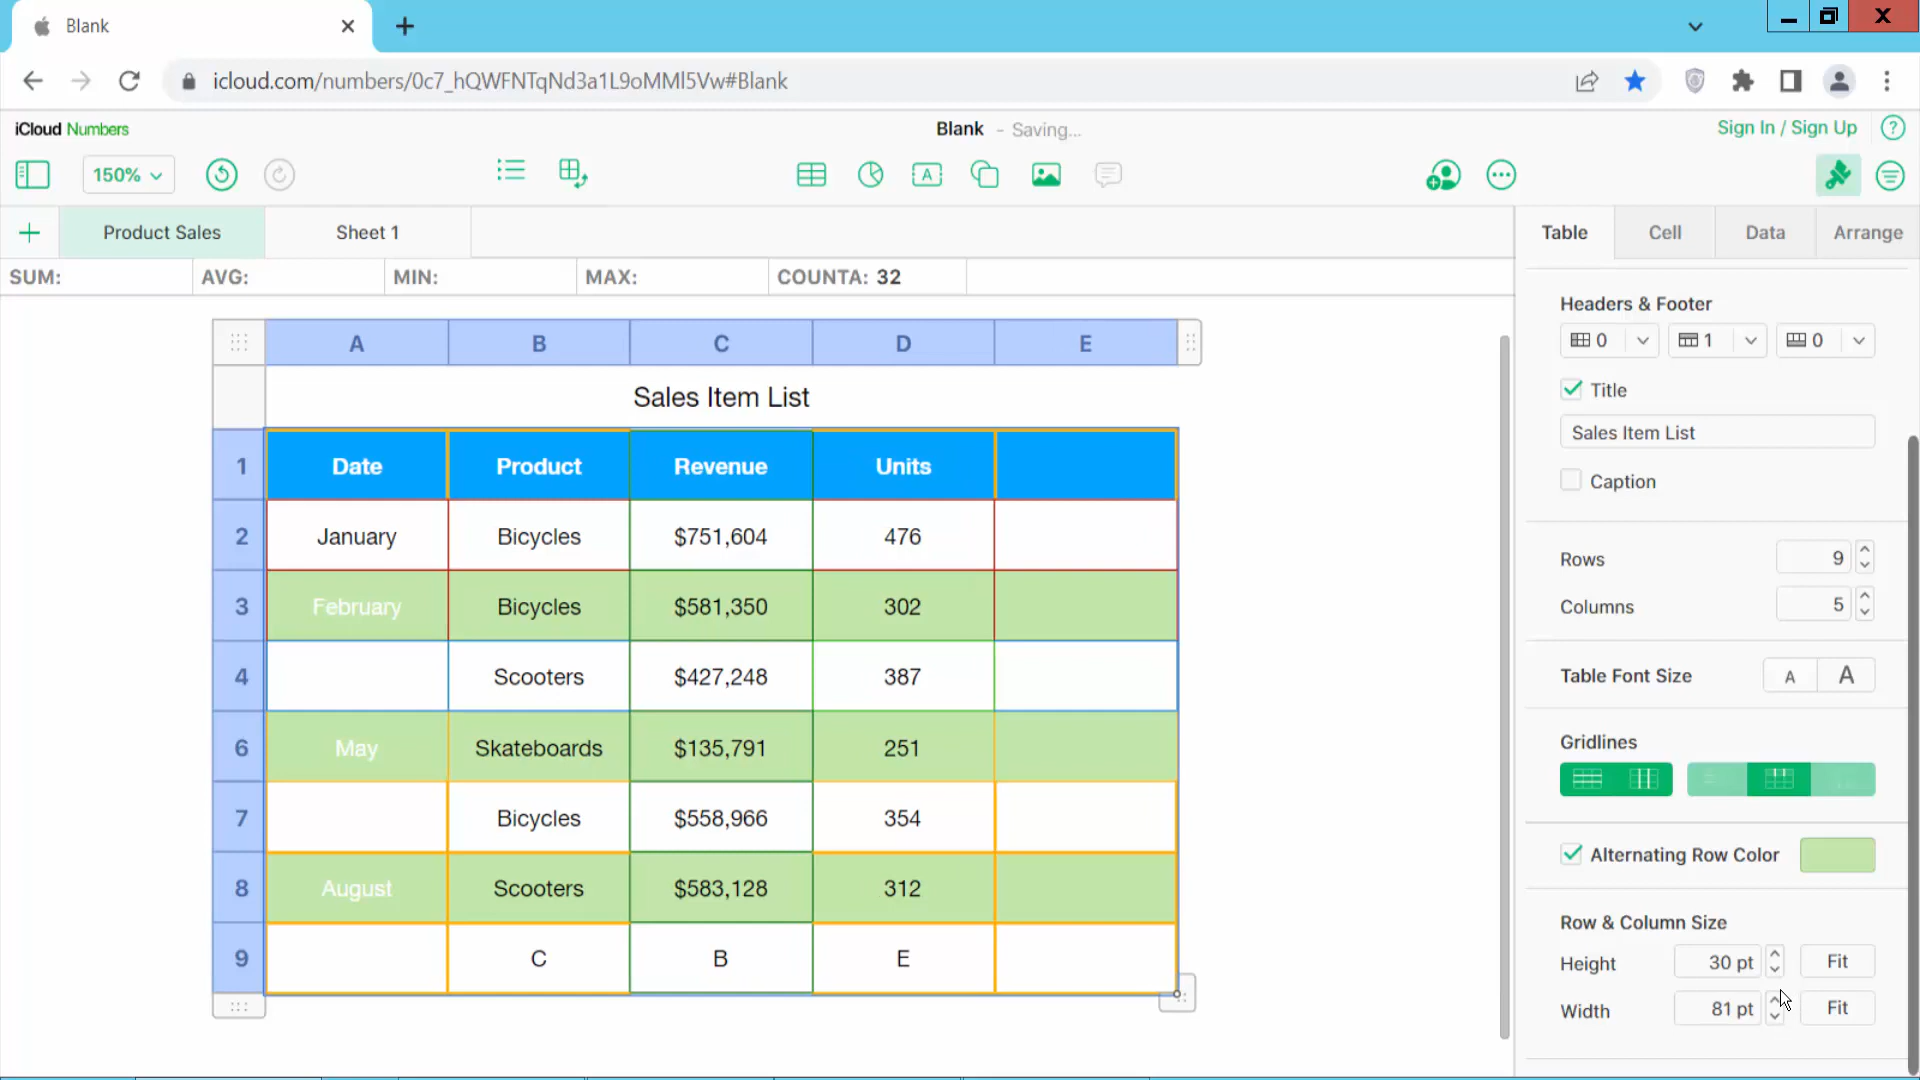 Blank
icloud.com/numbers/0c7_hQWFNTqNd3a1L9oMMl5Vw#Blank
iCloud Numbers
Blank - Saving...
Sign In / Sign Up
150%
Product Sales
Sheet 1
Table
Cell
Data
Arrange
SUM:
AVG:
MIN:
MAX:
COUNTA: 32
A B C D E
Sales Item List
1 Date Product Revenue Units
2 January Bicycles $751,604 476
3 February Bicycles $581,350 302
4 Scooters $427,248 387
6 May Skateboards $135,791 251
7 Bicycles $558,966 354
8 August Scooters $583,128 312
9 C B E
Headers & Footer
0 1 0
Title
Sales Item List
Caption
Rows 9
Columns 5
Table Font Size A A
Gridlines
Alternating Row Color
Row & Column Size
Height 30 pt Fit
Width 81 pt Fit